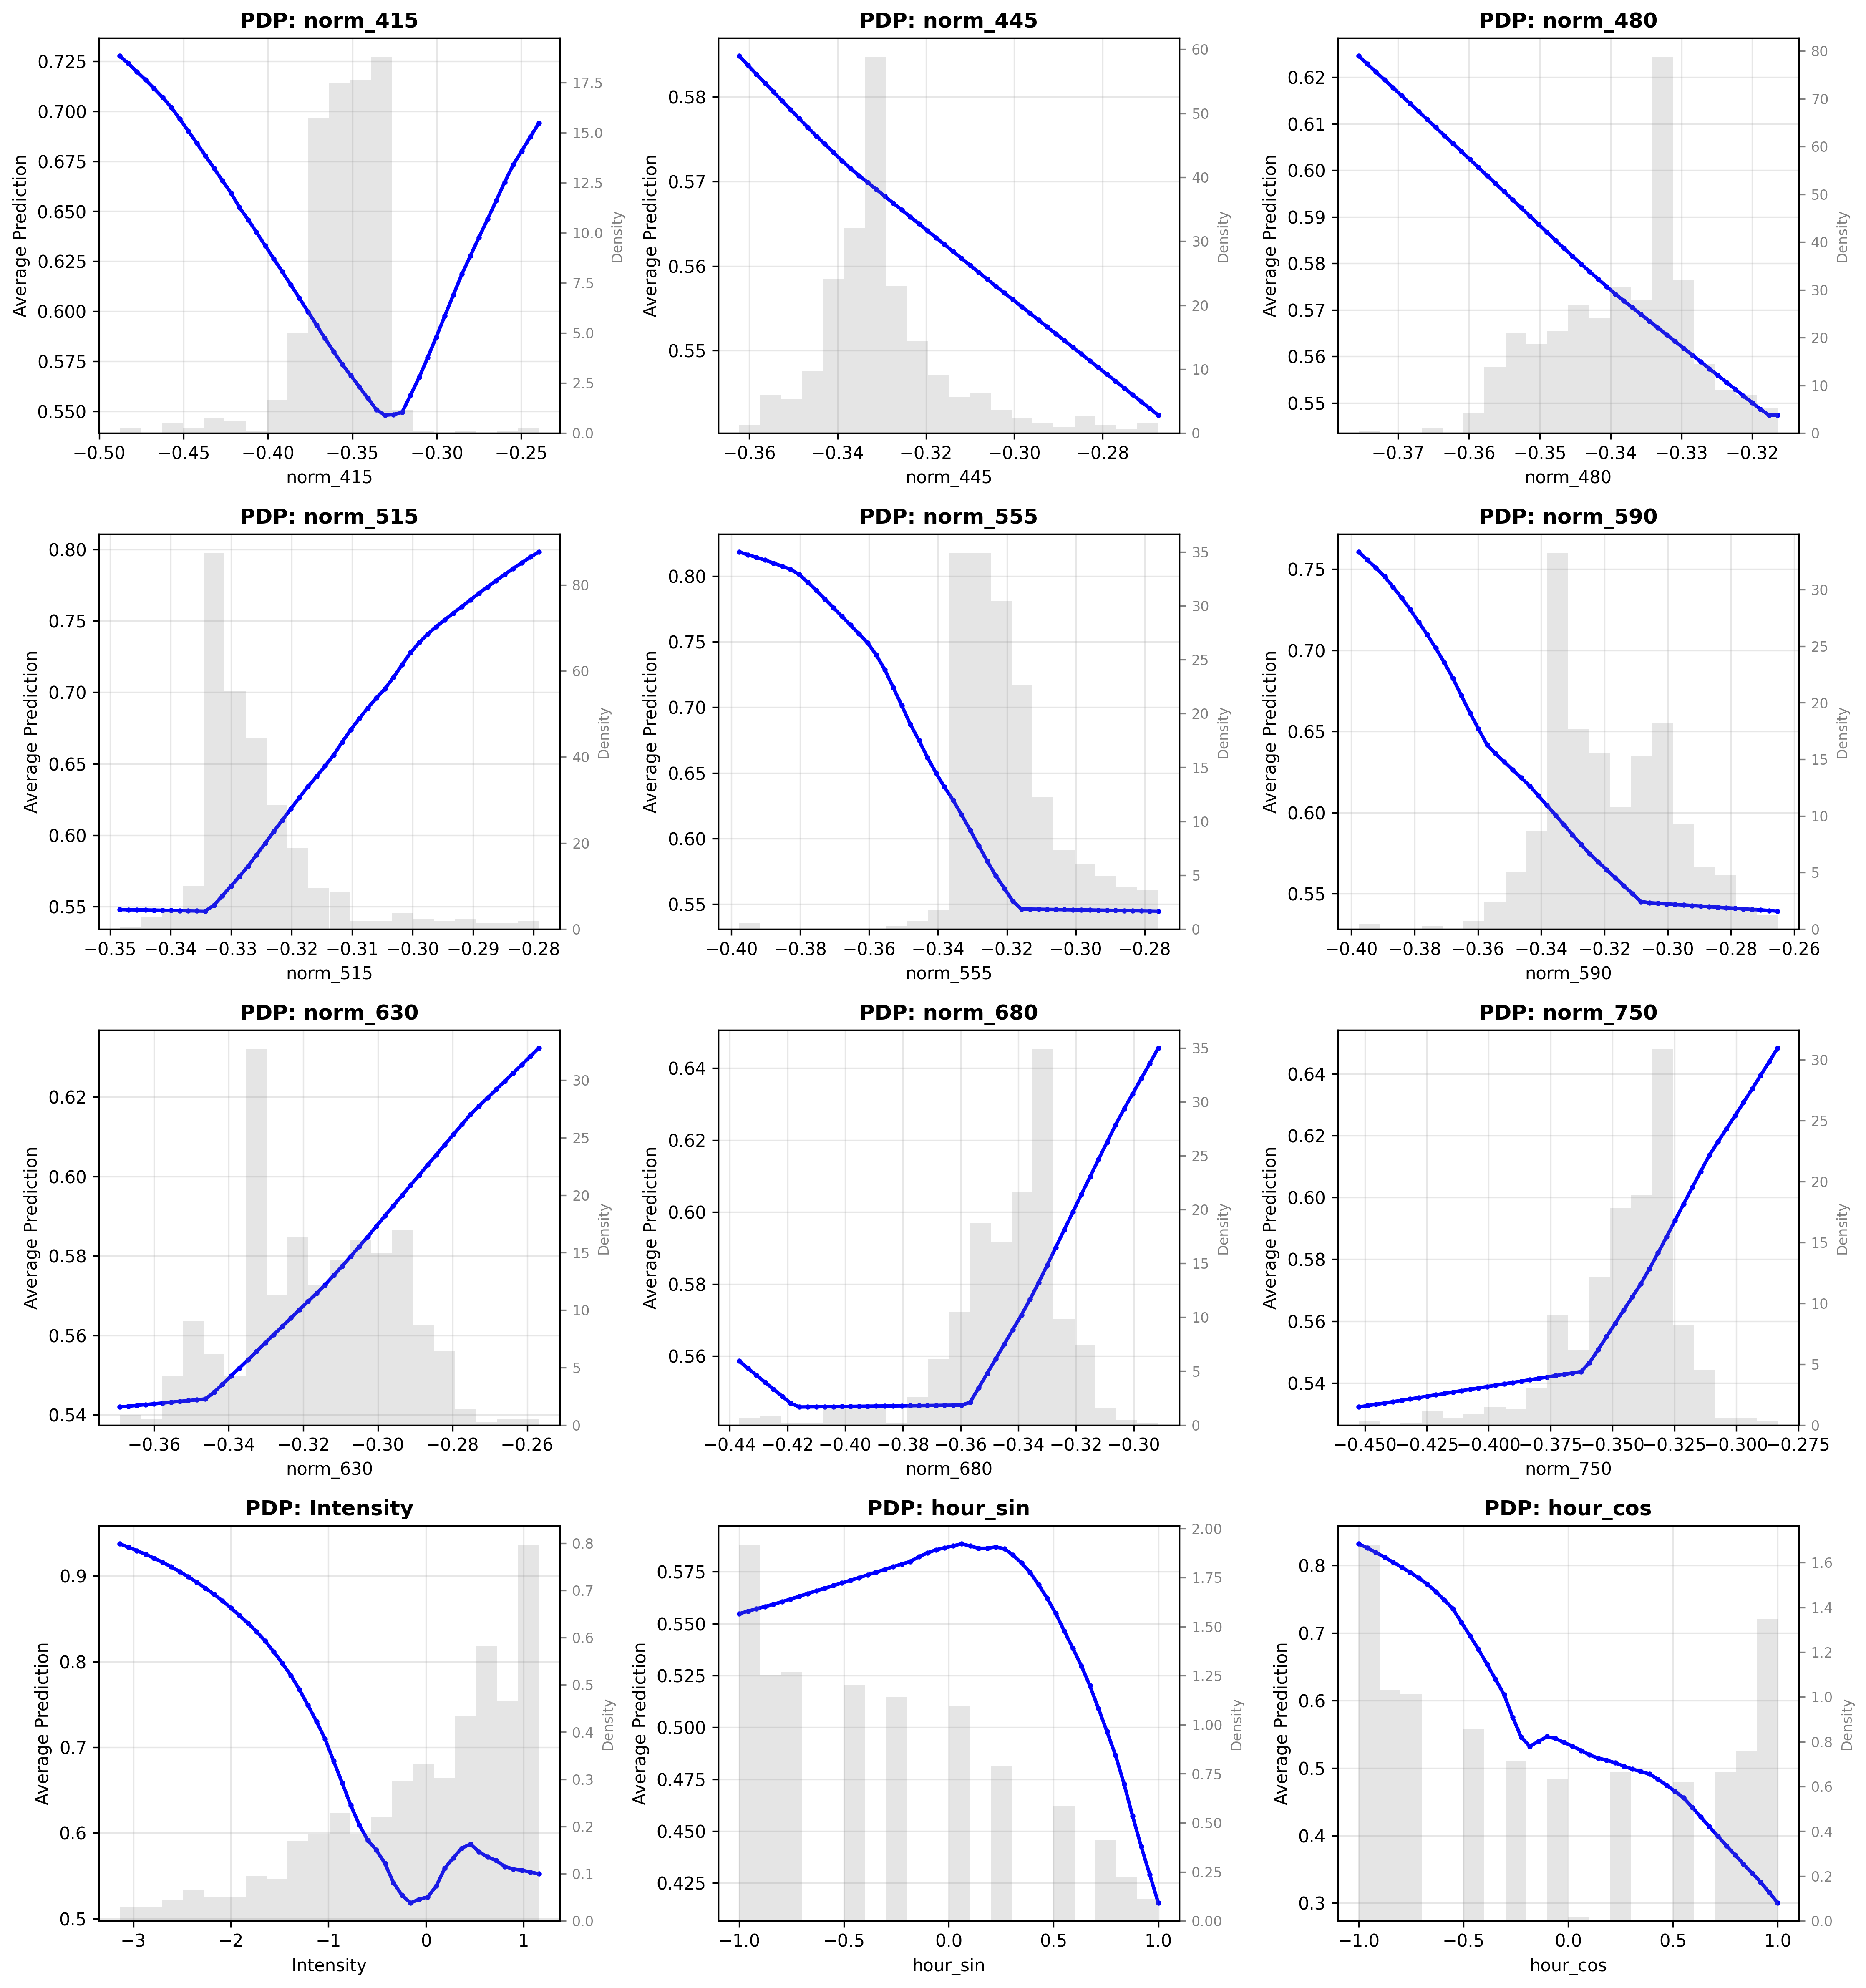 PDP: norm_415
0.725
0.700
0.675
0.650
0.625
0.600
0.575
0.550
Average Prediction
17.5
15.0
12.5
10.0
7.5
5.0
2.5
0.0
Density
−0.50 −0.45 −0.40 −0.35 −0.30 −0.25
norm_415
PDP: norm_445
0.58
0.57
0.56
0.55
Average Prediction
60
50
40
30
20
10
0
Density
−0.36 −0.34 −0.32 −0.30 −0.28
norm_445
PDP: norm_480
0.62
0.61
0.60
0.59
0.58
0.57
0.56
0.55
Average Prediction
80
70
60
50
40
30
20
10
0
Density
−0.37 −0.36 −0.35 −0.34 −0.33 −0.32
norm_480
PDP: norm_515
0.80
0.75
0.70
0.65
0.60
0.55
Average Prediction
80
60
40
20
0
Density
−0.35 −0.34 −0.33 −0.32 −0.31 −0.30 −0.29 −0.28
norm_515
PDP: norm_555
0.80
0.75
0.70
0.65
0.60
0.55
Average Prediction
35
30
25
20
15
10
5
0
Density
−0.40 −0.38 −0.36 −0.34 −0.32 −0.30 −0.28
norm_555
PDP: norm_590
0.75
0.70
0.65
0.60
0.55
Average Prediction
30
25
20
15
10
5
0
Density
−0.40 −0.38 −0.36 −0.34 −0.32 −0.30 −0.28 −0.26
norm_590
PDP: norm_630
0.62
0.60
0.58
0.56
0.54
Average Prediction
30
25
20
15
10
5
0
Density
−0.36 −0.34 −0.32 −0.30 −0.28 −0.26
norm_630
PDP: norm_680
0.64
0.62
0.60
0.58
0.56
Average Prediction
35
30
25
20
15
10
5
0
Density
−0.44 −0.42 −0.40 −0.38 −0.36 −0.34 −0.32 −0.30
norm_680
PDP: norm_750
0.64
0.62
0.60
0.58
0.56
0.54
Average Prediction
30
25
20
15
10
5
0
Density
−0.450 −0.425 −0.400 −0.375 −0.350 −0.325 −0.300 −0.275
norm_750
PDP: Intensity
0.9
0.8
0.7
0.6
0.5
Average Prediction
0.8
0.7
0.6
0.5
0.4
0.3
0.2
0.1
0.0
Density
−3 −2 −1 0 1
Intensity
PDP: hour_sin
0.575
0.550
0.525
0.500
0.475
0.450
0.425
Average Prediction
2.00
1.75
1.50
1.25
1.00
0.75
0.50
0.25
0.00
Density
−1.0 −0.5 0.0 0.5 1.0
hour_sin
PDP: hour_cos
0.8
0.7
0.6
0.5
0.4
0.3
Average Prediction
1.6
1.4
1.2
1.0
0.8
0.6
0.4
0.2
0.0
Density
−1.0 −0.5 0.0 0.5 1.0
hour_cos